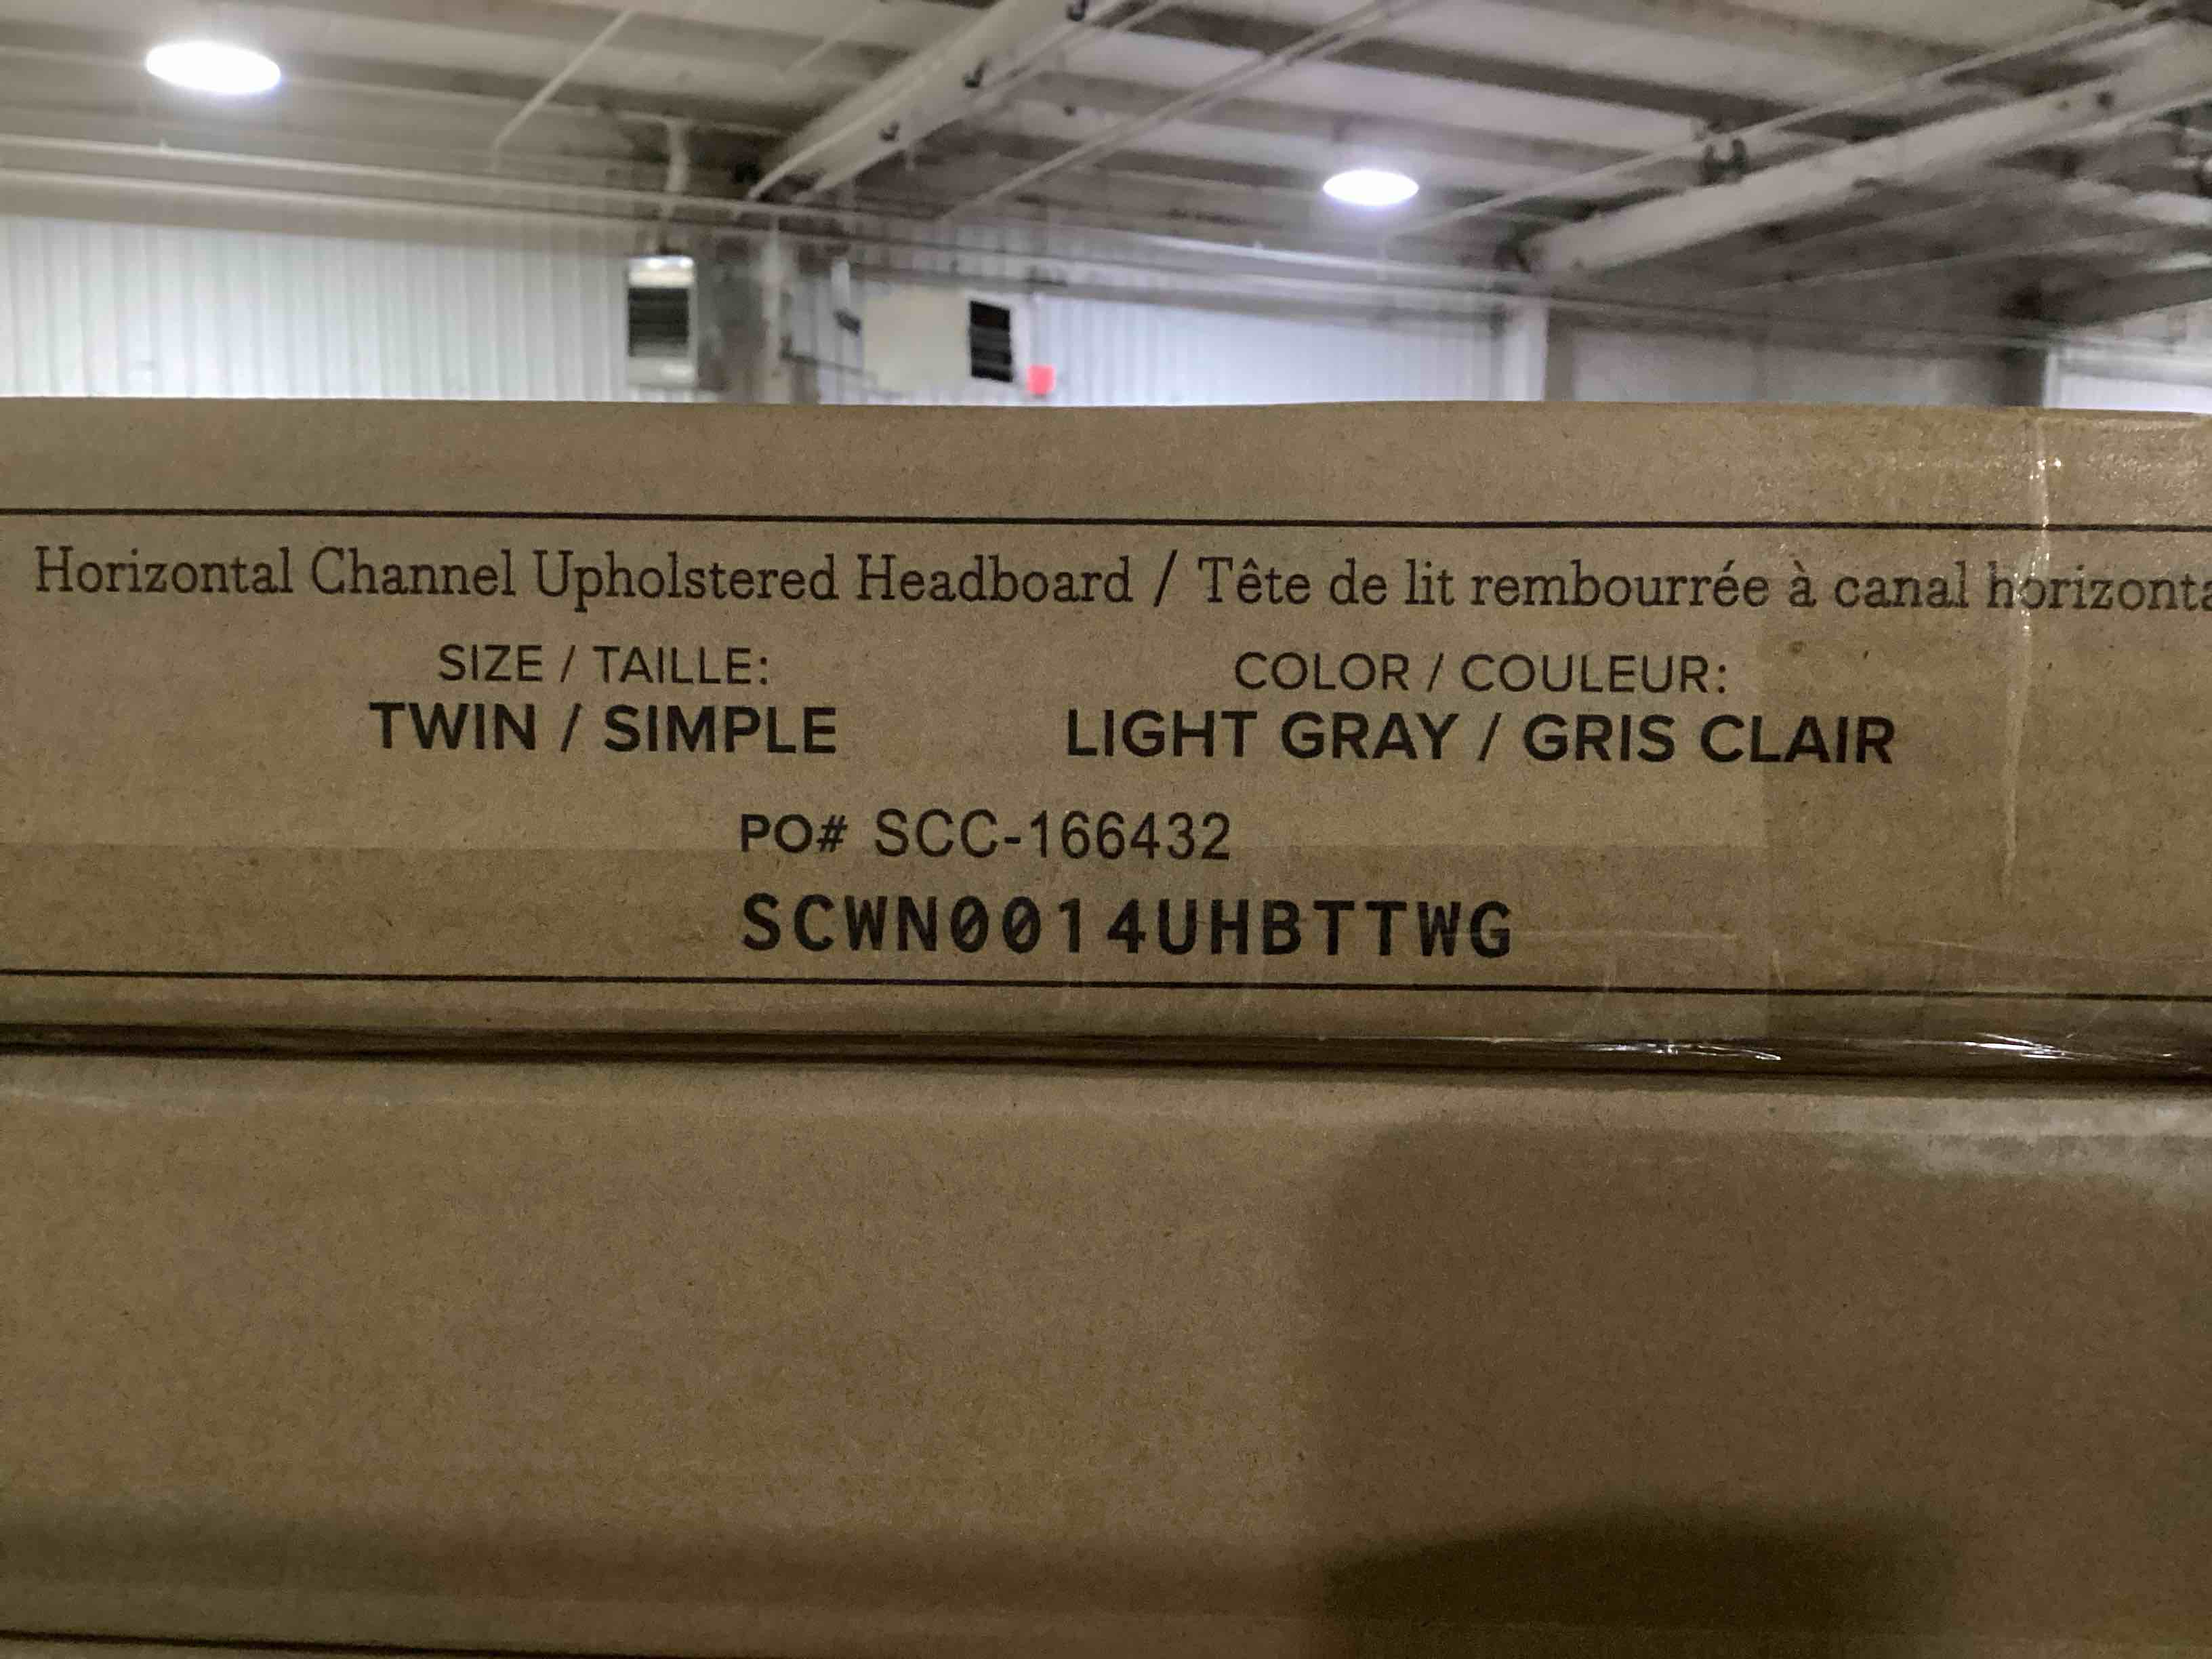 Horizontal Channel Upholstered Headboard / Tête de lit rembourrée à canal
SIZE / TAILLE: COLOR / COULEUR:
TWIN / SIMPLE LIGHT GRAY / GRIS CLAIR
PO# SCC-166432
SCWN0014UHBTTWG